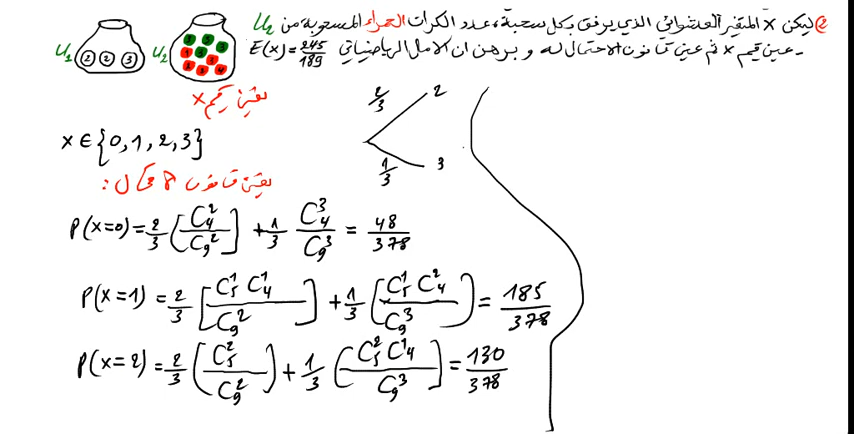 ② ليكن X المتغير العشوائي الذي يرفق بكل سحبة، عدد الكرات الحمراء المسحوبة من U₂
- عين قيم X ثم عين قانون الاحتمال له و برهن ان الامل الرياضياتي E(X) = 245/189
U₁ ② ② ③ U₂
تعين قيم X
x ∈ {0, 1, 2, 3}
2/3 2
1/3 3
تعين قانون الاحتمال :
P(X=0) = 2/3 [C₄²/C₉²] + 1/3 C₄³/C₉³ = 48/378
P(X=1) = 2/3 [C₅¹ C₄¹/C₉²] + 1/3 [C₅¹ C₄²/C₉³] = 185/378
P(X=2) = 2/3 [C₅²/C₉²] + 1/3 [C₅² C₄¹/C₉³] = 130/378